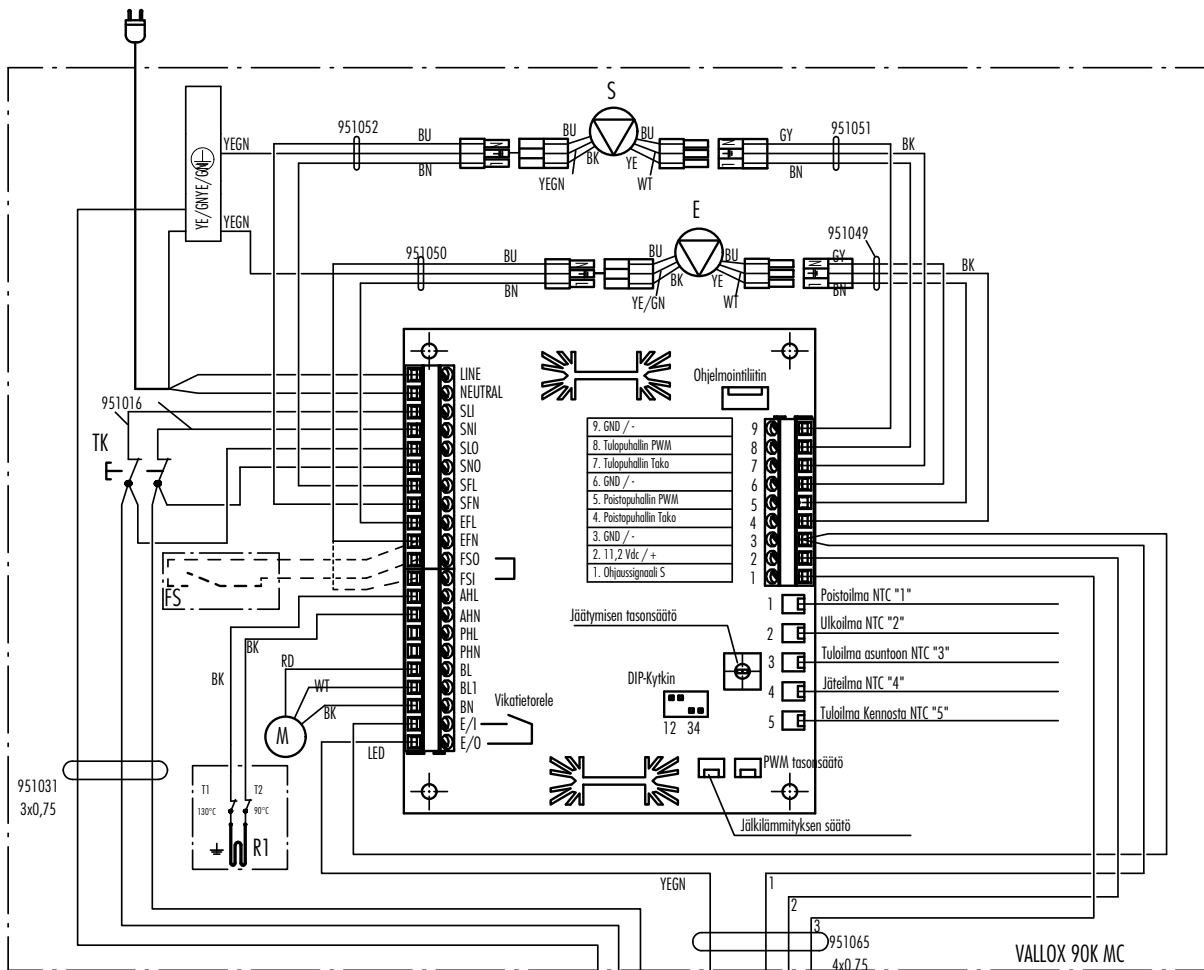 S
951052
BU
BU
BU
GY
951051
YEGN
BK
YE
BK
BN
YEGN
WT
BN
YE/GNYE/GN
N
L
N
L
YEGN
E
951050
BU
BU
BU
951049
GY
BN
BK
YE
BK
YE/GN
WT
BN
N
L
N
L
951016
TK
LINE
NEUTRAL
SLI
SNI
SLO
SNO
SFL
SFN
EFL
EFN
FSO
FSI
AHL
AHN
PHL
PHN
BL
BL1
BN
E/I
E/O
Ohjelmointiliitin
9. GND / -
8. Tulopuhallin PWM
7. Tulopuhallin Tako
6. GND / -
5. Poistopuhallin PWM
4. Poistopuhallin Tako
3. GND / -
2. 11,2 Vdc / +
1. Ohjaussignaali S
9
8
7
6
5
4
3
2
1
FS
1
Poistoilma NTC "1"
2
Ulkoilma NTC "2"
3
Tuloilma asuntoon NTC "3"
4
Jäteilma NTC "4"
5
Tuloilma Kennosta NTC "5"
Jäätymisen tasonsäätö
DIP-Kytkin
12 34
Vikatietorele
PWM tasonsäätö
Jälkilämmityksen säätö
BK
BK
RD
WT
BK
M
LED
951031
3x0,75
T1
T2
130°C
90°C
R1
YEGN
1
2
3
951065
4x0,75
VALLOX 90K MC